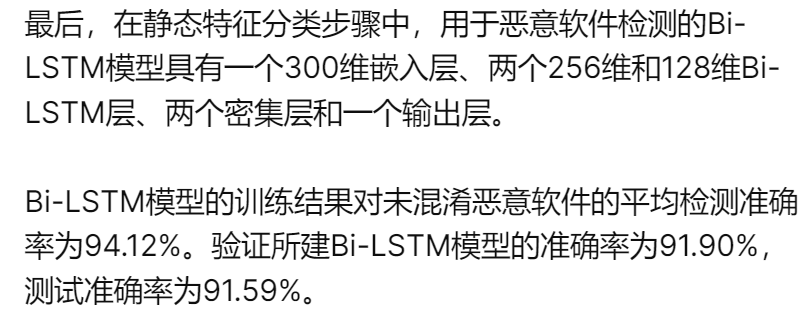 最后，在静态特征分类步骤中，用于恶意软件检测的Bi-
LSTM模型具有一个300维嵌入层、两个256维和128维Bi-
LSTM层、两个密集层和一个输出层。
Bi-LSTM模型的训练结果对未混淆恶意软件的平均检测准确
率为94.12%。验证所建Bi-LSTM模型的准确率为91.90%，
测试准确率为91.59%。